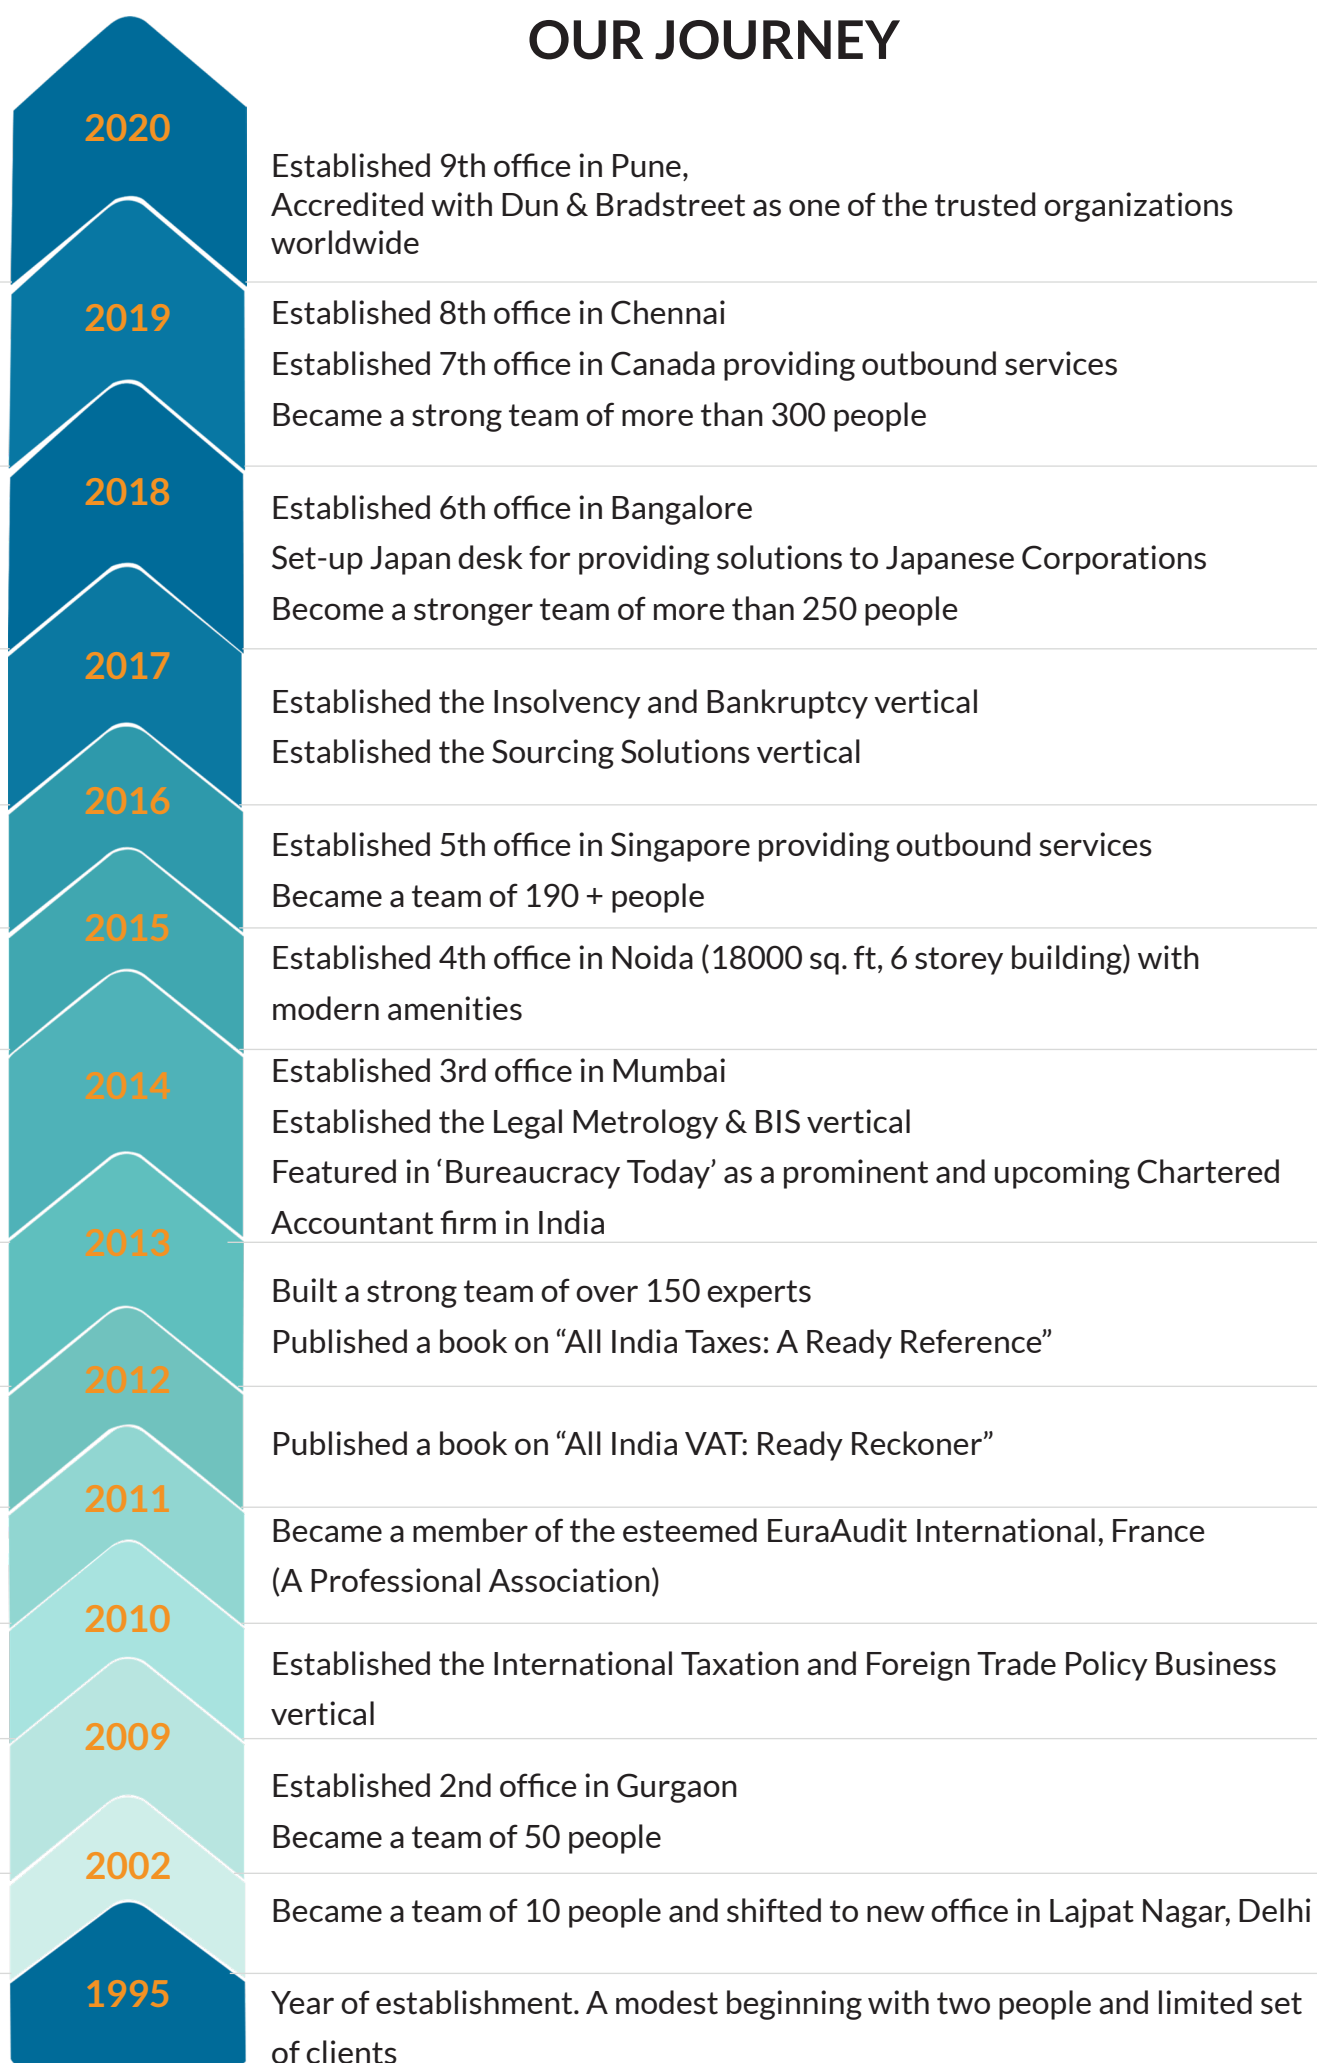 OUR JOURNEY
2020
Established 9th office in Pune,
Accredited with Dun & Bradstreet as one of the trusted organizations
worldwide
2019
Established 8th office in Chennai
Established 7th office in Canada providing outbound services
Became a strong team of more than 300 people
2018
Established 6th office in Bangalore
Set-up Japan desk for providing solutions to Japanese Corporations
Become a stronger team of more than 250 people
2017
Established the Insolvency and Bankruptcy vertical
Established the Sourcing Solutions vertical
2016
Established 5th office in Singapore providing outbound services
Became a team of 190 + people
2015
Established 4th office in Noida (18000 sq. ft, 6 storey building) with
modern amenities
2014
Established 3rd office in Mumbai
Established the Legal Metrology & BIS vertical
Featured in ‘Bureaucracy Today’ as a prominent and upcoming Chartered
Accountant firm in India
2013
Built a strong team of over 150 experts
Published a book on “All India Taxes: A Ready Reference”
2012
Published a book on “All India VAT: Ready Reckoner”
2011
Became a member of the esteemed EuraAudit International, France
(A Professional Association)
2010
Established the International Taxation and Foreign Trade Policy Business
vertical
2009
Established 2nd office in Gurgaon
Became a team of 50 people
2002
Became a team of 10 people and shifted to new office in Lajpat Nagar, Delhi
1995
Year of establishment. A modest beginning with two people and limited set
of clients